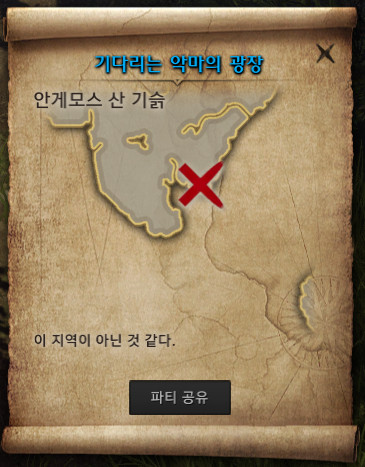 기다리는 악마의 광장
안게모스 산 기슭
이 지역이 아닌 것 같다.
파티 공유